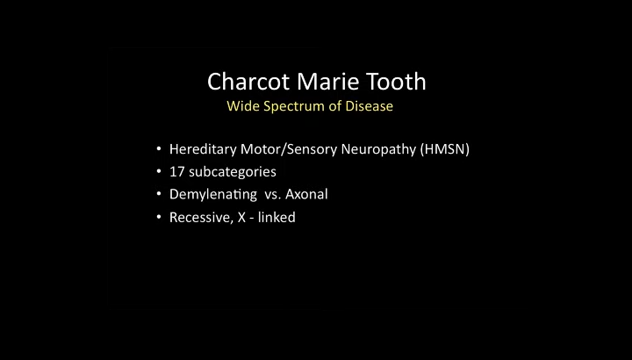 Charcot Marie Tooth
Wide Spectrum of Disease
• Hereditary Motor/Sensory Neuropathy (HMSN)
• 17 subcategories
• Demylenating vs. Axonal
• Recessive, X - linked